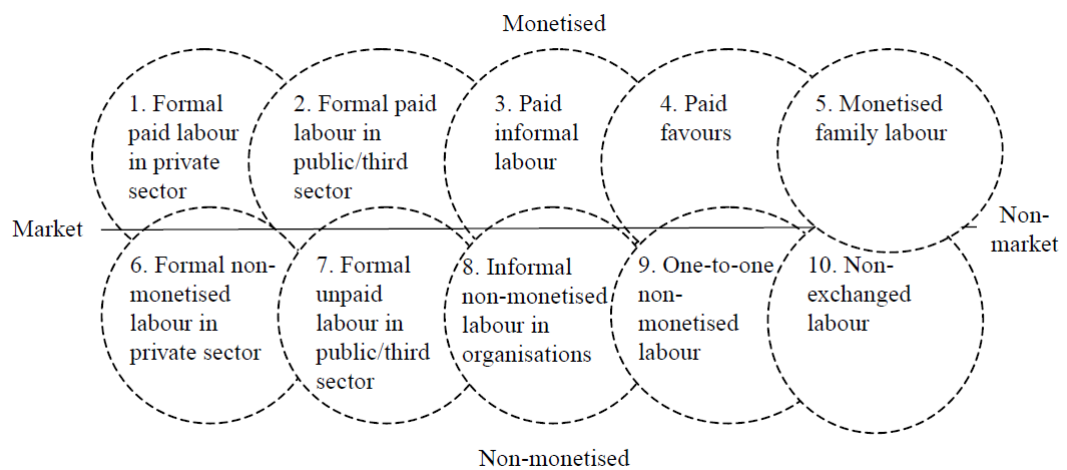 Monetised
1. Formal
paid labour
in private
sector
2. Formal paid
labour in
public/third
sector
3. Paid
informal
labour
4. Paid
favours
5. Monetised
family labour
Market
Non-
market
6. Formal non-
monetised
labour in
private sector
7. Formal
unpaid
labour in
public/third
sector
8. Informal
non-monetised
labour in
organisations
9. One-to-one
non-
monetised
labour
10. Non-
exchanged
labour
Non-monetised